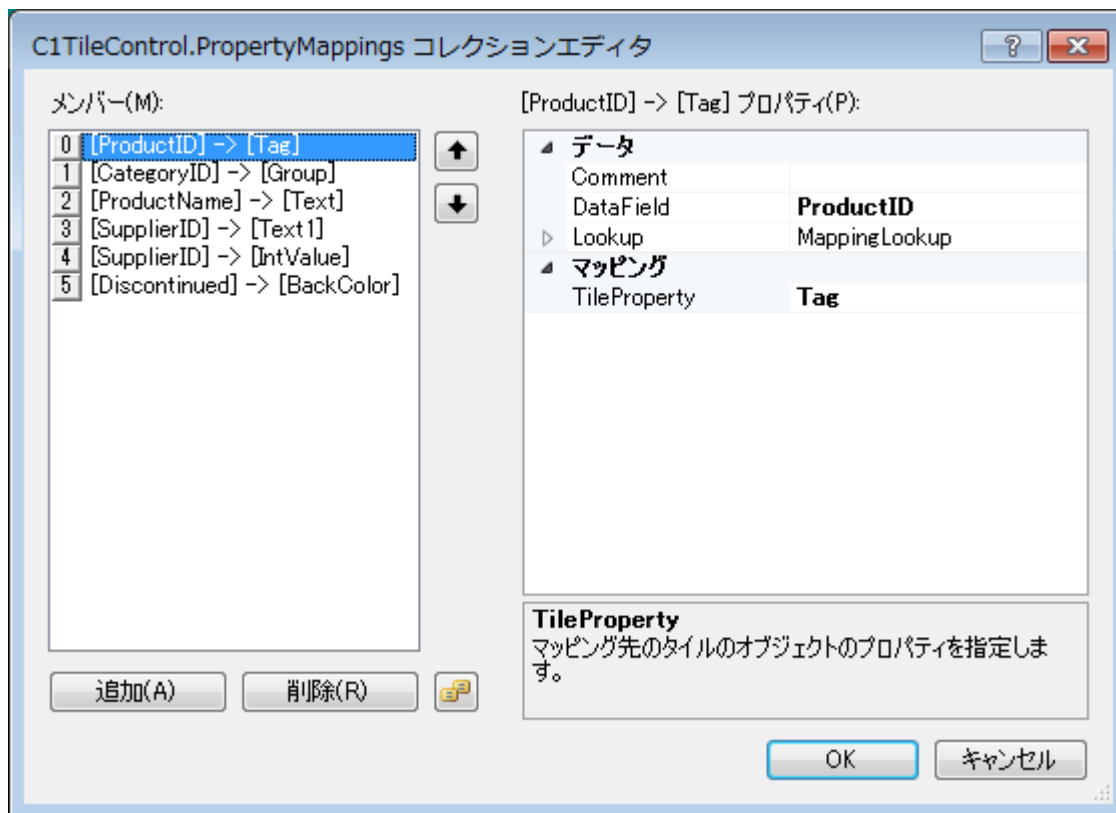 C1TileControl.PropertyMappings コレクションエディタ
メンバー(M):
0 [ProductID] -> [Tag]
1 [CategoryID] -> [Group]
2 [ProductName] -> [Text]
3 [SupplierID] -> [Text1]
4 [SupplierID] -> [IntValue]
5 [Discontinued] -> [BackColor]
追加(A) 削除(R)
[ProductID] -> [Tag] プロパティ(P):
データ
Comment
DataField ProductID
Lookup MappingLookup
マッピング
TileProperty Tag
TileProperty
マッピング先のタイルのオブジェクトのプロパティを指定しま
す。
OK キャンセル